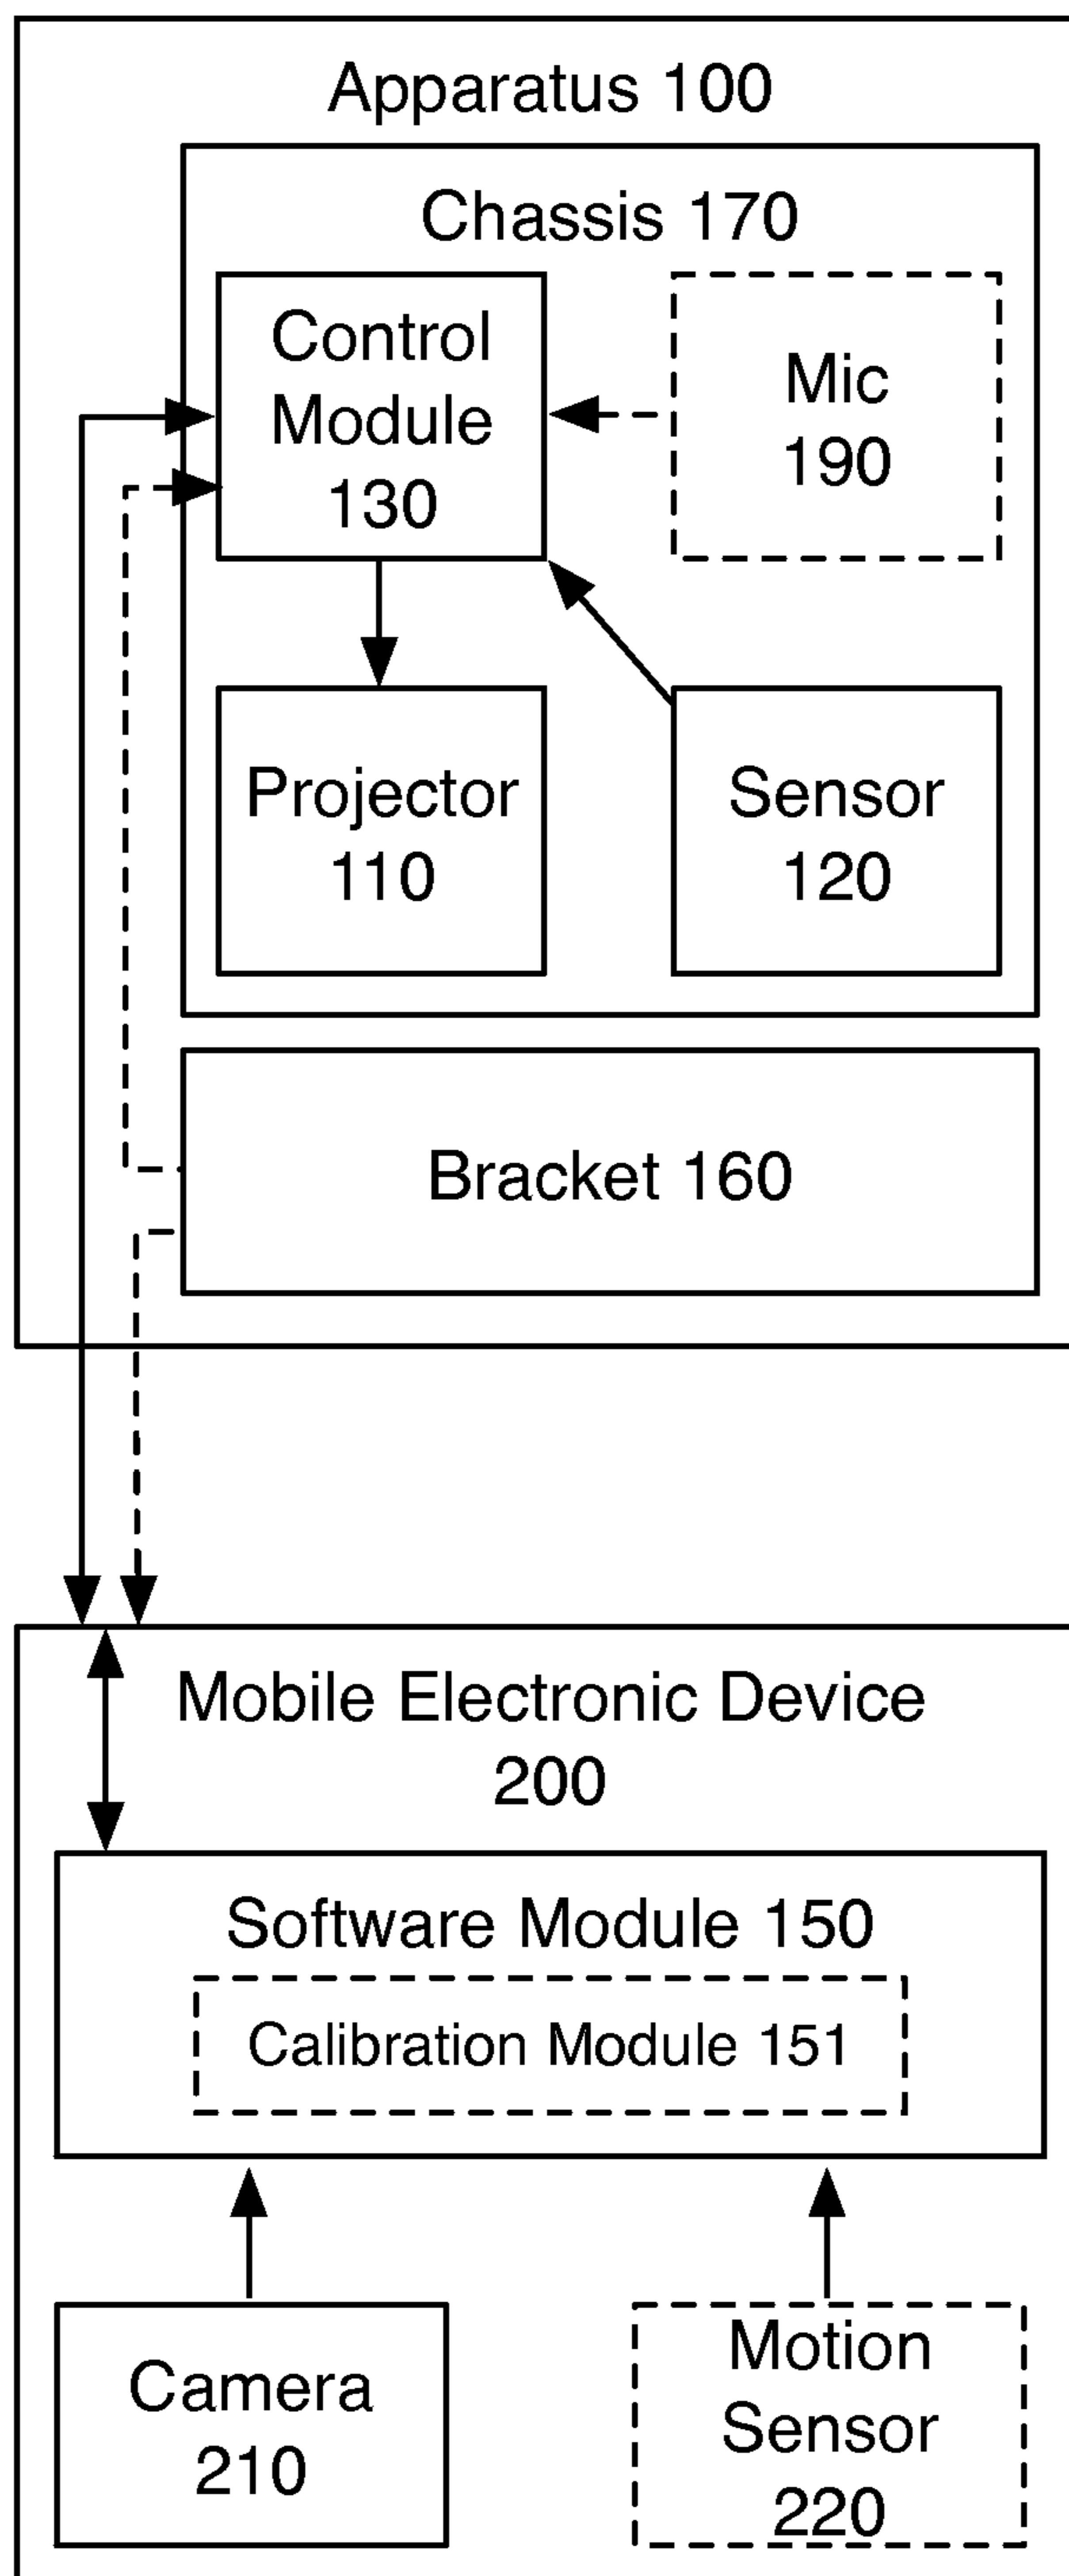 Apparatus 100
Chassis 170
Control
Module
130
Mic
190
Projector
110
Sensor
120
Bracket 160
Mobile Electronic Device
200
Software Module 150
Calibration Module 151
Camera
210
Motion
Sensor
220